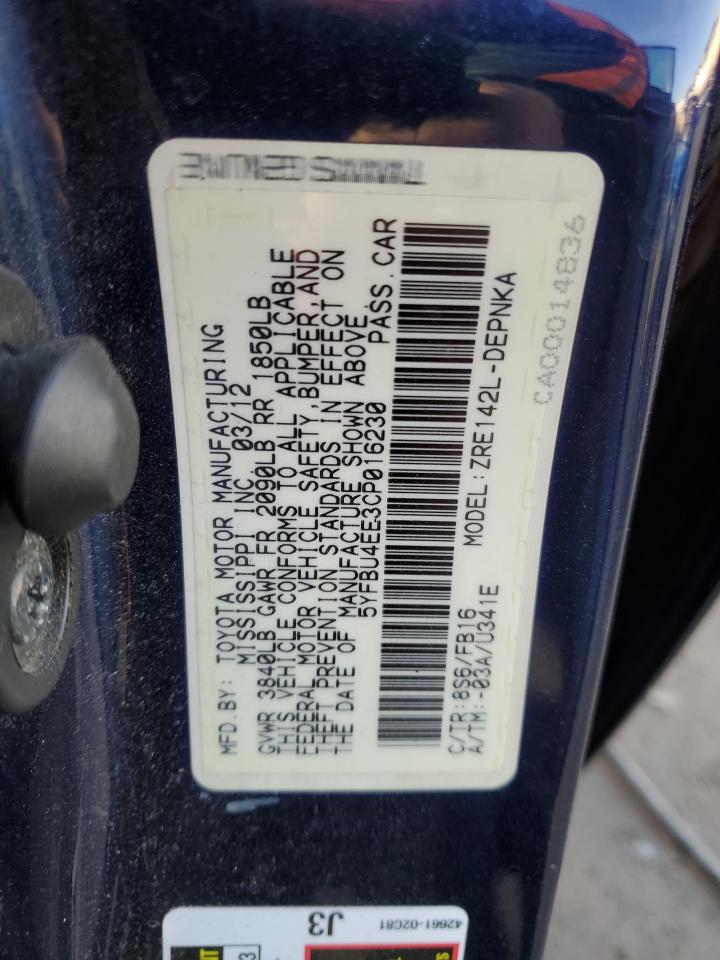 MFD.BY: TOYOTA MOTOR MANUFACTURING
MISSISSIPPI INC. 03/12
GVWR 3840LB GAWR FR 2090LB RR 1850LB
THIS VEHICLE CONFORMS TO ALL APPLICABLE
FEDERAL MOTOR VEHICLE SAFETY,BUMPER,AND
THEFT PREVENTION STANDARDS IN EFFECT ON
THE DATE OF MANUFACTURE SHOWN ABOVE.
5YFBU4EE3CP016230 PASS.CAR
C/TR:8S6/FB16 MODEL:ZRE142L-DEPNKA
A/TM:-03A/U341E
CA00014836
J3
42661-02C81